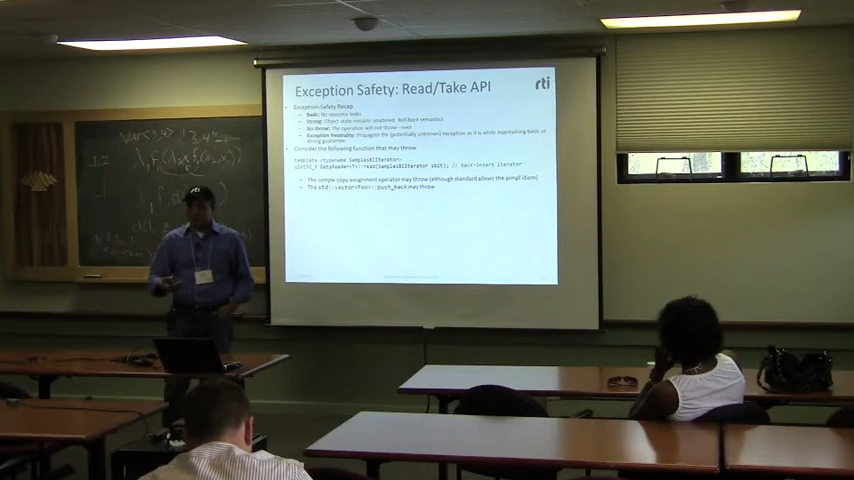 Exception Safety: Read/Take API
rti
Exception-Safety Recap
Basic: No resource leaks
Strong: Object state remains unaltered. Roll-back semantics
No throw: The operation will not throw—ever
Exception Neutrality: Propagate the (potentially unknown) exception as it is while maintaining basic or
strong guarantee
Consider the following function that may throw
template <typename SamplesBIIterator>
uint32_t DataReader<T>::read(SamplesBIIterator sbit); // back-insert iterator
The sample copy assignment operator may throw (although standard allows the pimpl idiom)
The std::vector<Foo>::push_back may throw